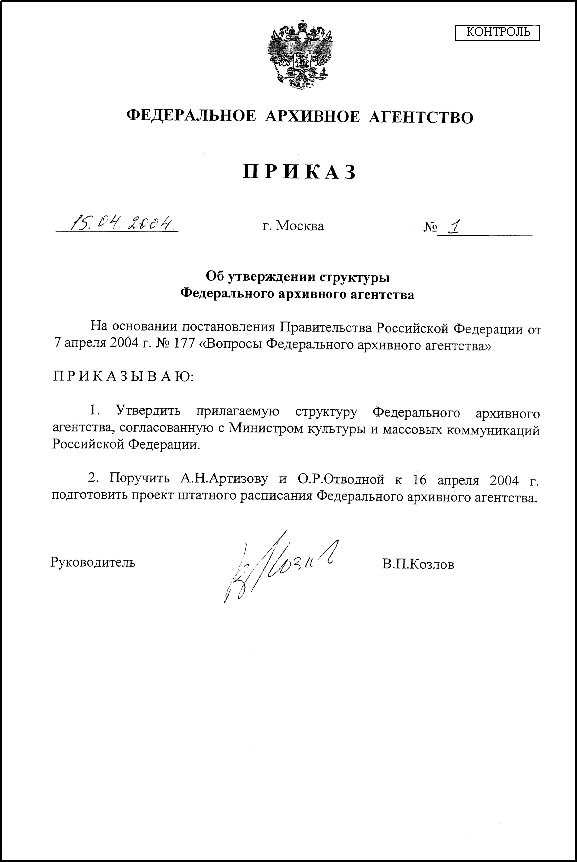 КОНТРОЛЬ
ФЕДЕРАЛЬНОЕ АРХИВНОЕ АГЕНТСТВО
П Р И К А З
15.04.2004 г. Москва № 1
Об утверждении структуры
Федерального архивного агентства
На основании постановления Правительства Российской Федерации от
7 апреля 2004 г. № 177 «Вопросы Федерального архивного агентства»
П Р И К А З Ы В А Ю:
1. Утвердить прилагаемую структуру Федерального архивного
агентства, согласованную с Министром культуры и массовых коммуникаций
Российской Федерации.
2. Поручить А.Н.Артизову и О.Р.Отводной к 16 апреля 2004 г.
подготовить проект штатного расписания Федерального архивного агентства.
Руководитель В.П.Козлов